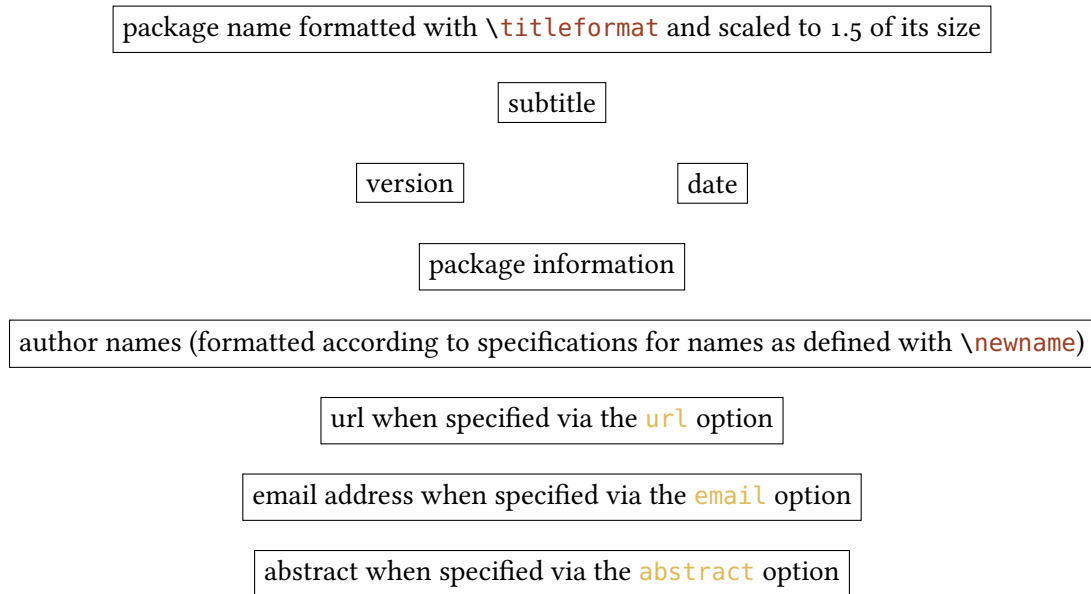 package name formatted with \titleformat and scaled to 1.5 of its size
subtitle
version date
package information
author names (formatted according to specifications for names as defined with \newname)
url when specified via the url option
email address when specified via the email option
abstract when specified via the abstract option